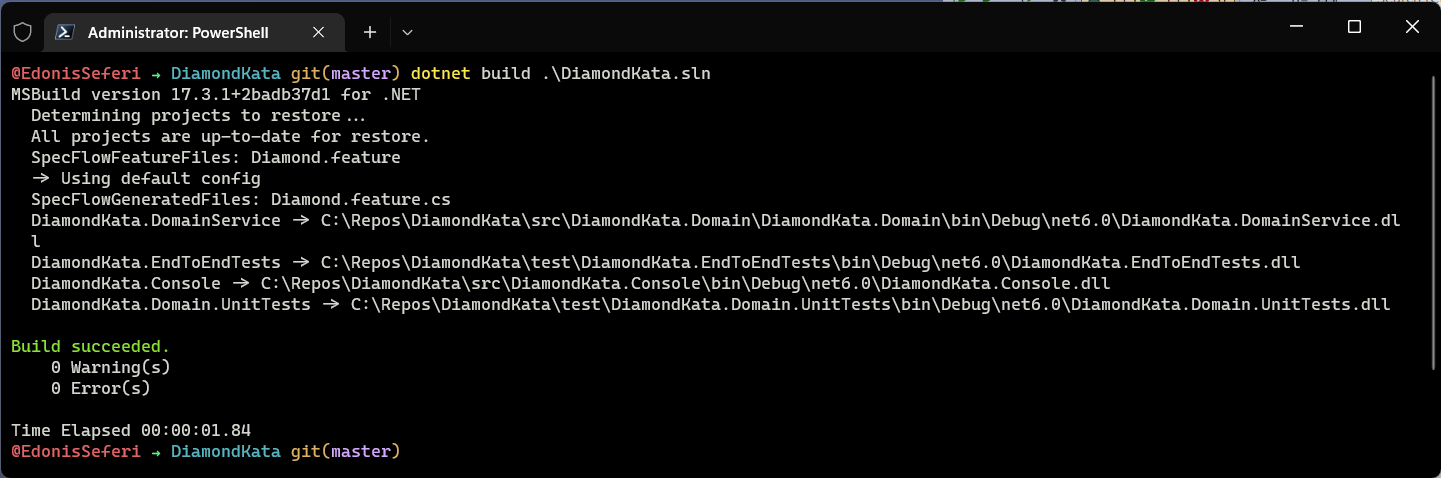 Administrator: PowerShell
@EdonisSeferi → DiamondKata git(master) dotnet build .\DiamondKata.sln
MSBuild version 17.3.1+2badb37d1 for .NET
  Determining projects to restore...
  All projects are up-to-date for restore.
  SpecFlowFeatureFiles: Diamond.feature
  -> Using default config
  SpecFlowGeneratedFiles: Diamond.feature.cs
  DiamondKata.DomainService -> C:\Repos\DiamondKata\src\DiamondKata.Domain\DiamondKata.Domain\bin\Debug\net6.0\DiamondKata.DomainService.dl
  l
  DiamondKata.EndToEndTests -> C:\Repos\DiamondKata\test\DiamondKata.EndToEndTests\bin\Debug\net6.0\DiamondKata.EndToEndTests.dll
  DiamondKata.Console -> C:\Repos\DiamondKata\src\DiamondKata.Console\bin\Debug\net6.0\DiamondKata.Console.dll
  DiamondKata.Domain.UnitTests -> C:\Repos\DiamondKata\test\DiamondKata.Domain.UnitTests\bin\Debug\net6.0\DiamondKata.Domain.UnitTests.dll
Build succeeded.
    0 Warning(s)
    0 Error(s)
Time Elapsed 00:00:01.84
@EdonisSeferi → DiamondKata git(master)